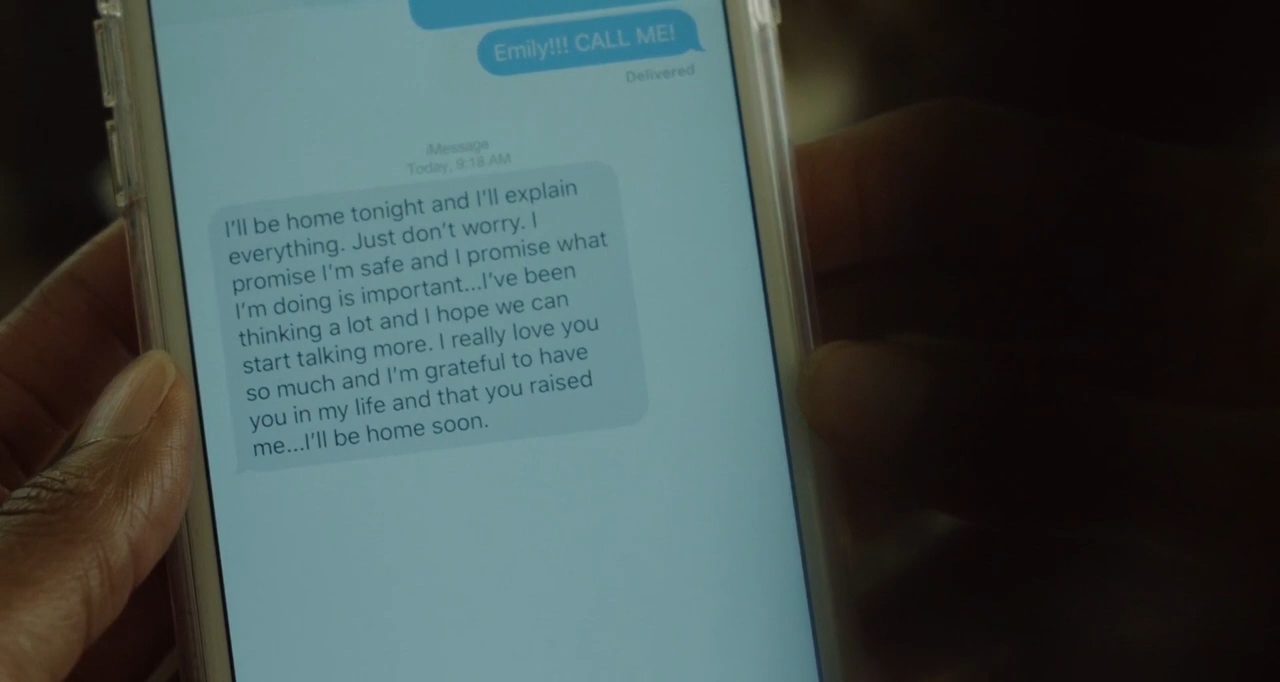 Emily!!! CALL ME!
Delivered
iMessage
Today, 9:18 AM
I'll be home tonight and I'll explain
everything. Just don't worry. I
promise I'm safe and I promise what
I'm doing is important...I've been
thinking a lot and I hope we can
start talking more. I really love you
so much and I'm grateful to have
you in my life and that you raised
me...I'll be home soon.